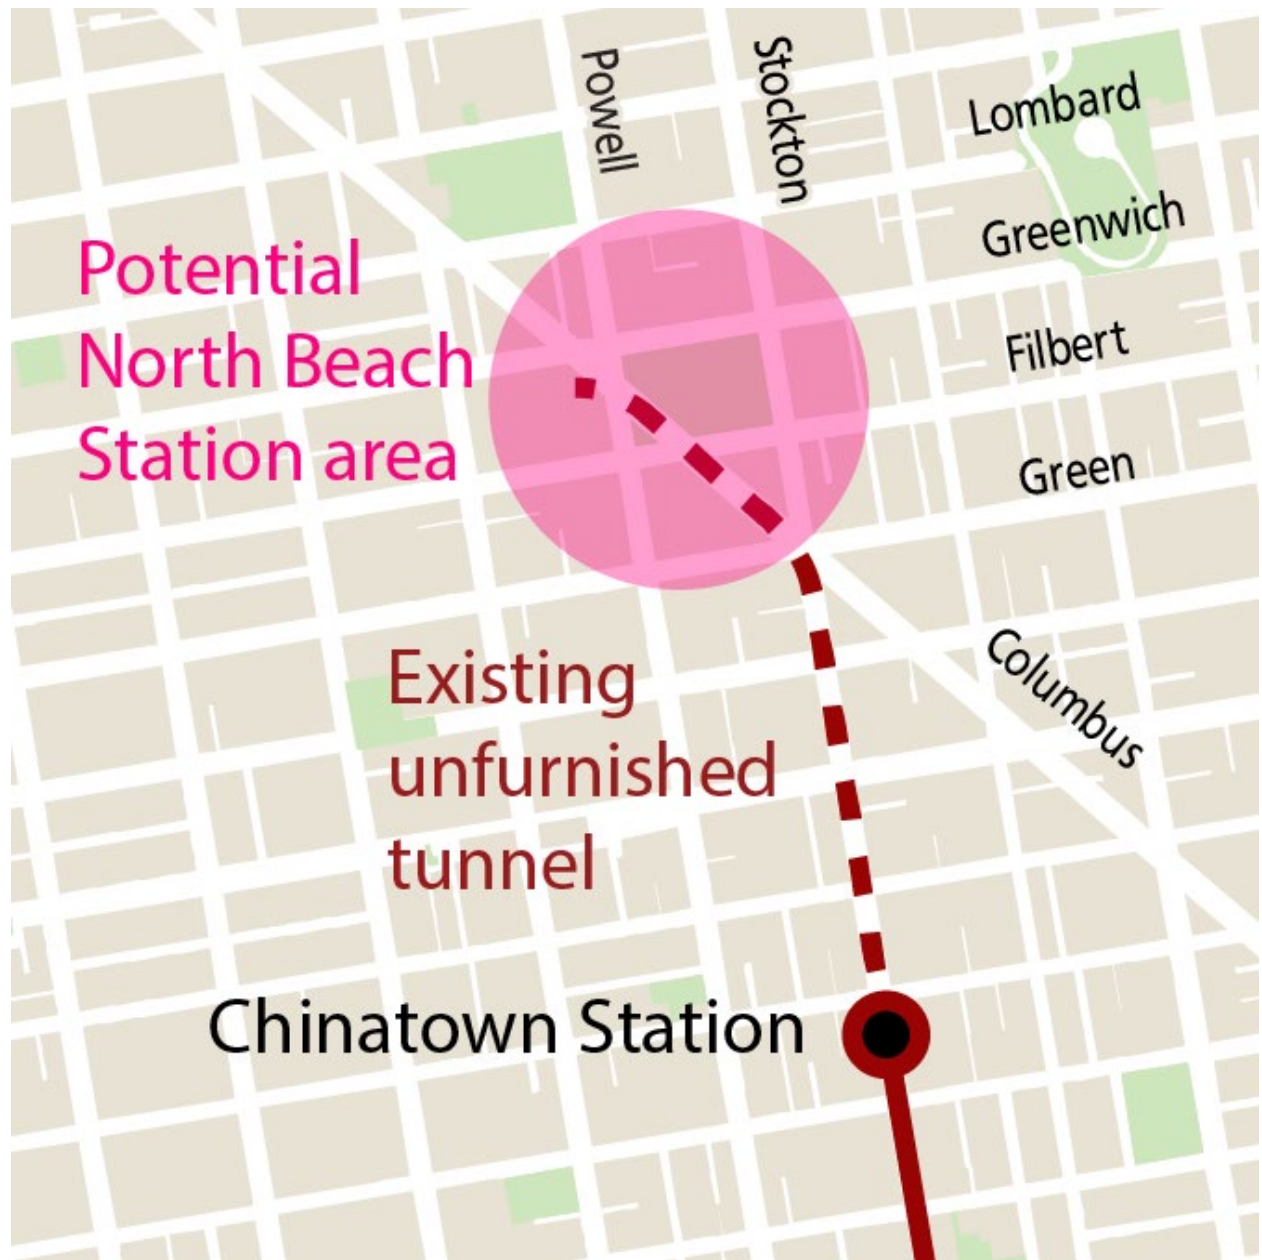 Powell
Stockton
Lombard
Greenwich
Potential
North Beach
Station area
Filbert
Green
Columbus
Existing
unfurnished
tunnel
Chinatown Station